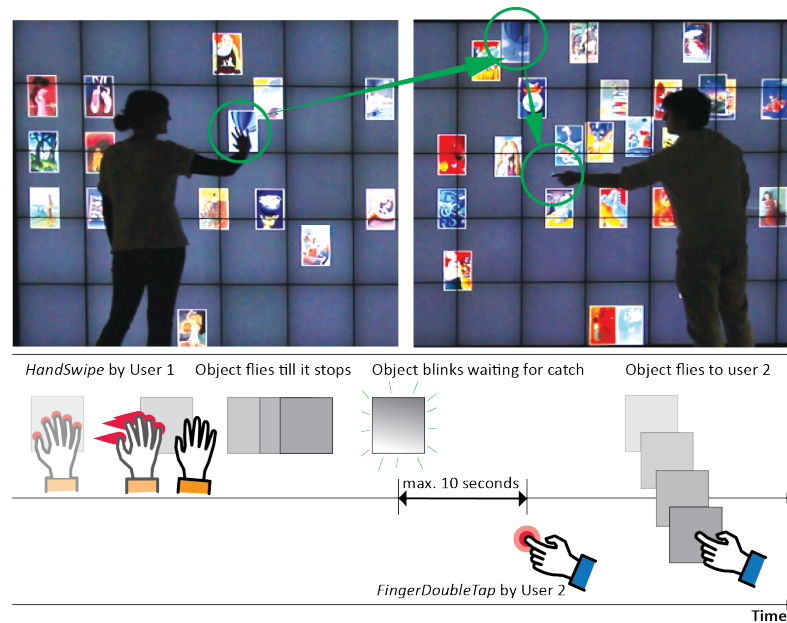 HandSwipe by User 1
Object flies till it stops
Object blinks waiting for catch
Object flies to user 2
max. 10 seconds
FingerDoubleTap by User 2
Time